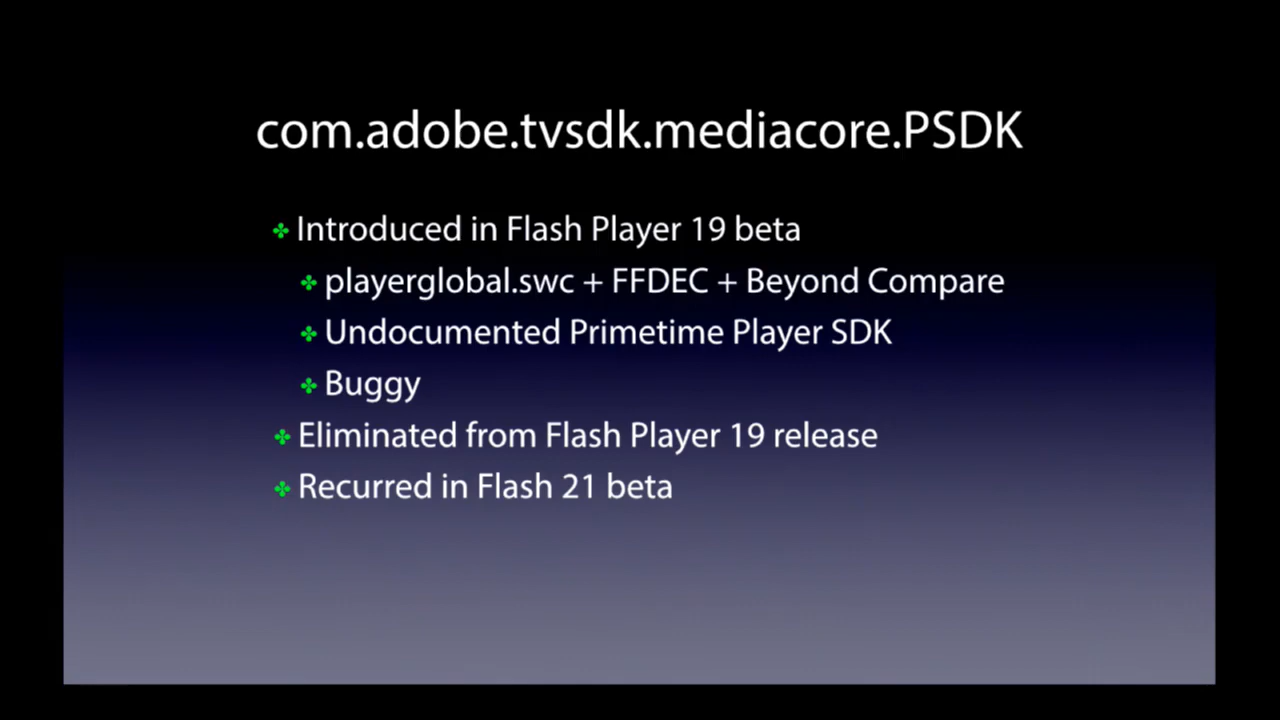 com.adobe.tvsdk.mediacore.PSDK
Introduced in Flash Player 19 beta
playerglobal.swc + FFDEC + Beyond Compare
Undocumented Primetime Player SDK
Buggy
Eliminated from Flash Player 19 release
Recurred in Flash 21 beta